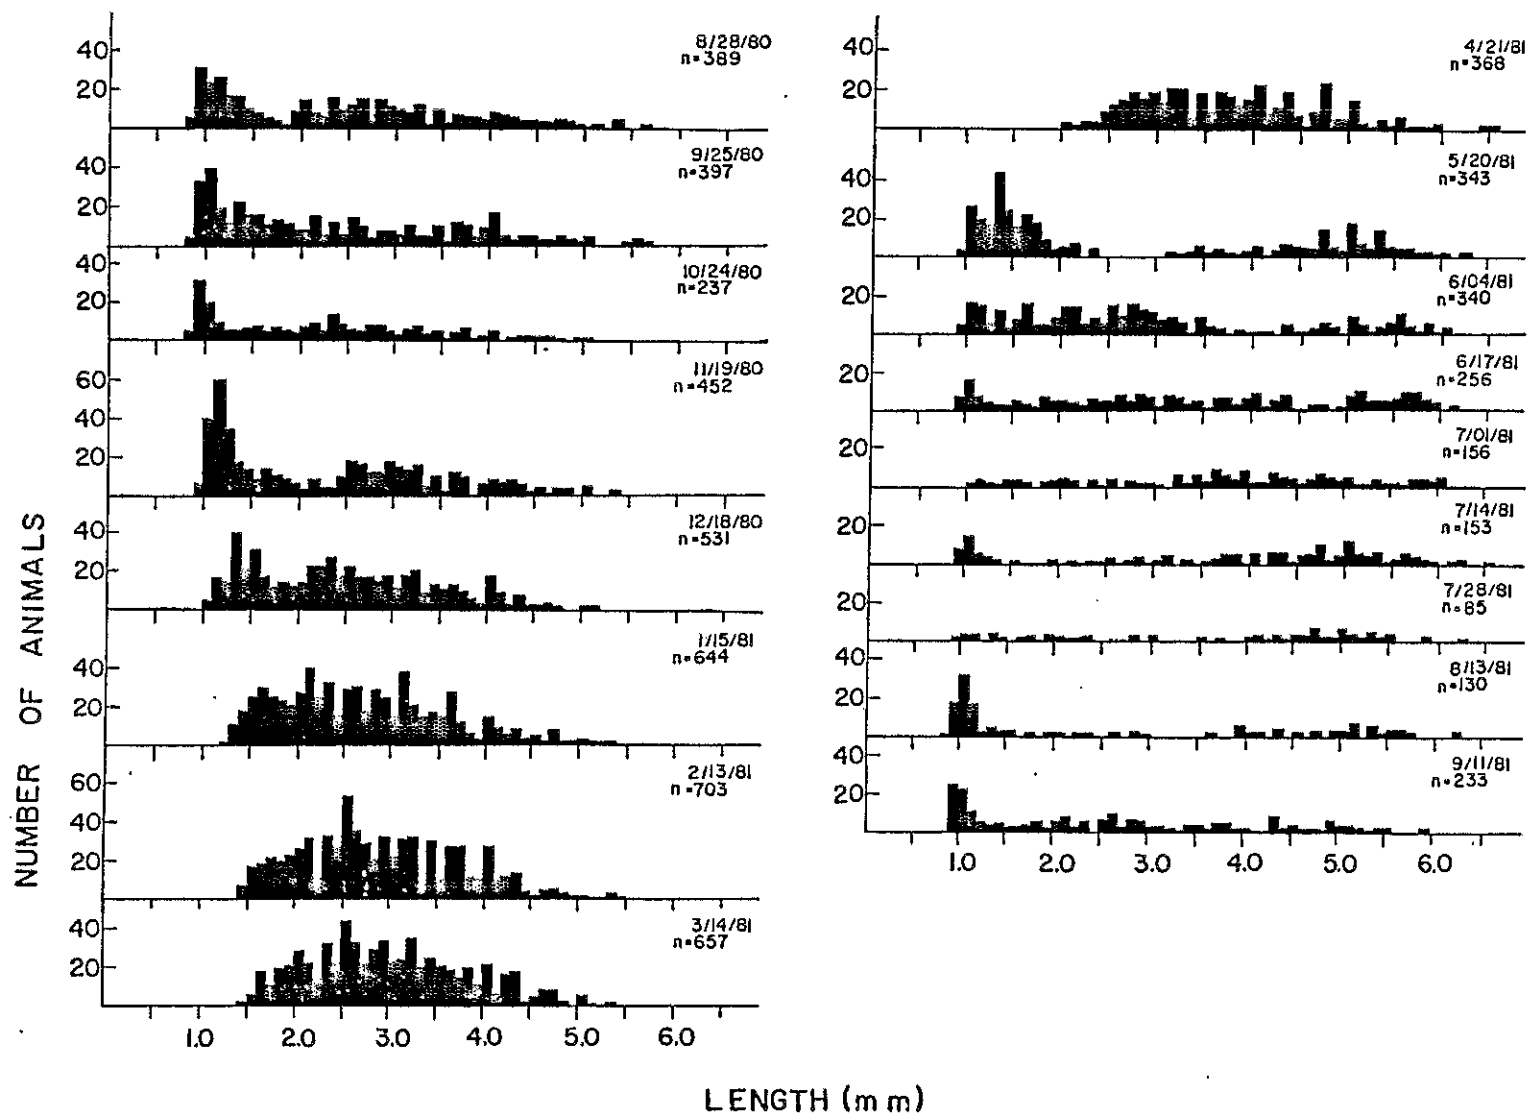 40
20
8/28/80
n=389
40
20
9/25/80
n=397
40
20
10/24/80
n=237
60
40
20
11/19/80
n=452
40
20
12/18/80
n=531
40
20
1/15/81
n=644
60
40
20
2/13/81
n=703
40
20
3/14/81
n=657
1.0 2.0 3.0 4.0 5.0 6.0
40
20
4/21/81
n=368
40
20
5/20/81
n=343
20
6/04/81
n=340
20
6/17/81
n=256
20
7/01/81
n=156
20
7/14/81
n=153
20
7/28/81
n=85
40
20
8/13/81
n=130
40
20
9/11/81
n=233
1.0 2.0 3.0 4.0 5.0 6.0
NUMBER OF ANIMALS
LENGTH (mm)